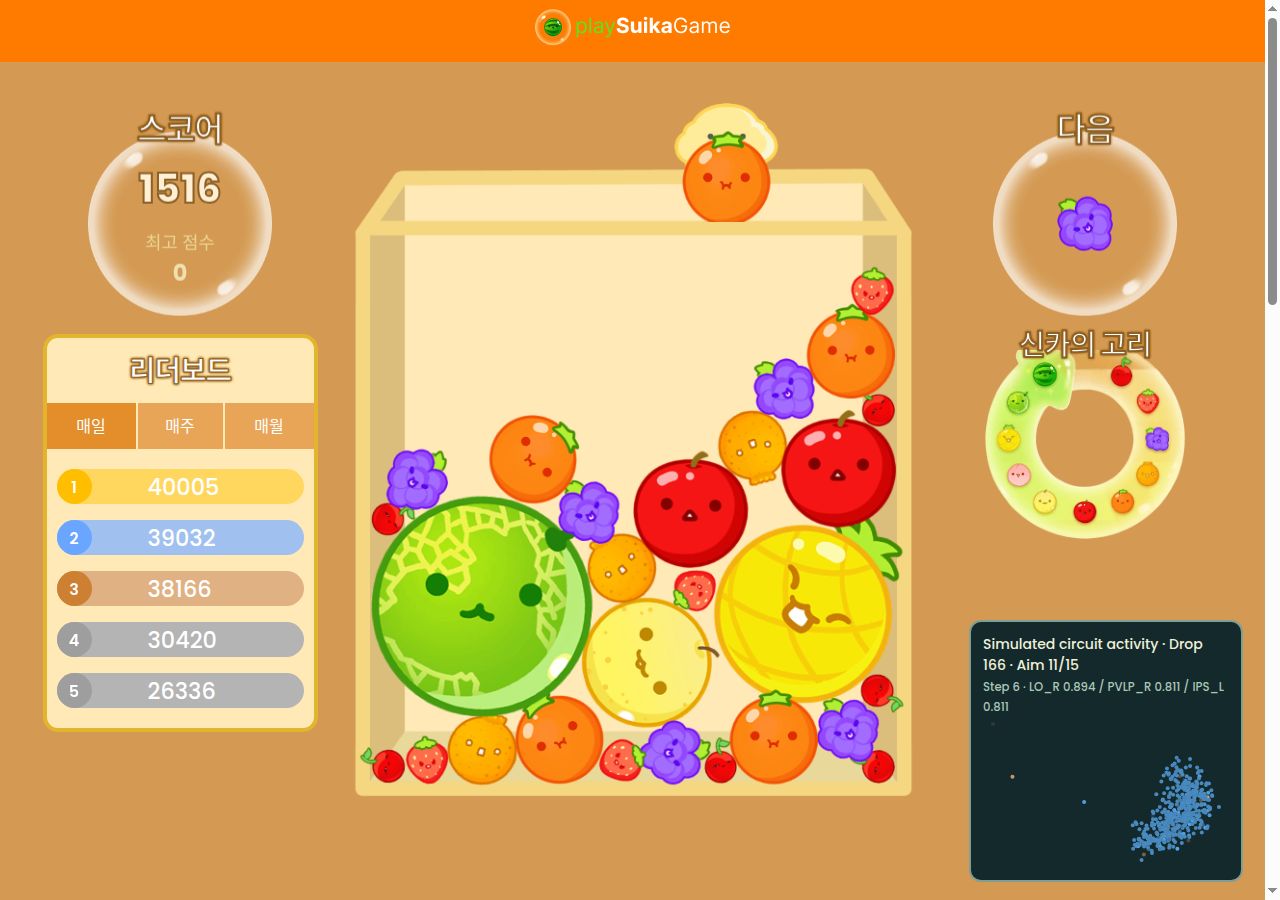 playSuikaGame
스코어
1516
최고 점수
0
다음
리더보드
매일 매주 매월
1 40005
2 39032
3 38166
4 30420
5 26336
신카의 고리
Simulated circuit activity · Drop
166 · Aim 11/15
Step 6 · LO_R 0.894 / PVLP_R 0.811 / IPS_L
0.811